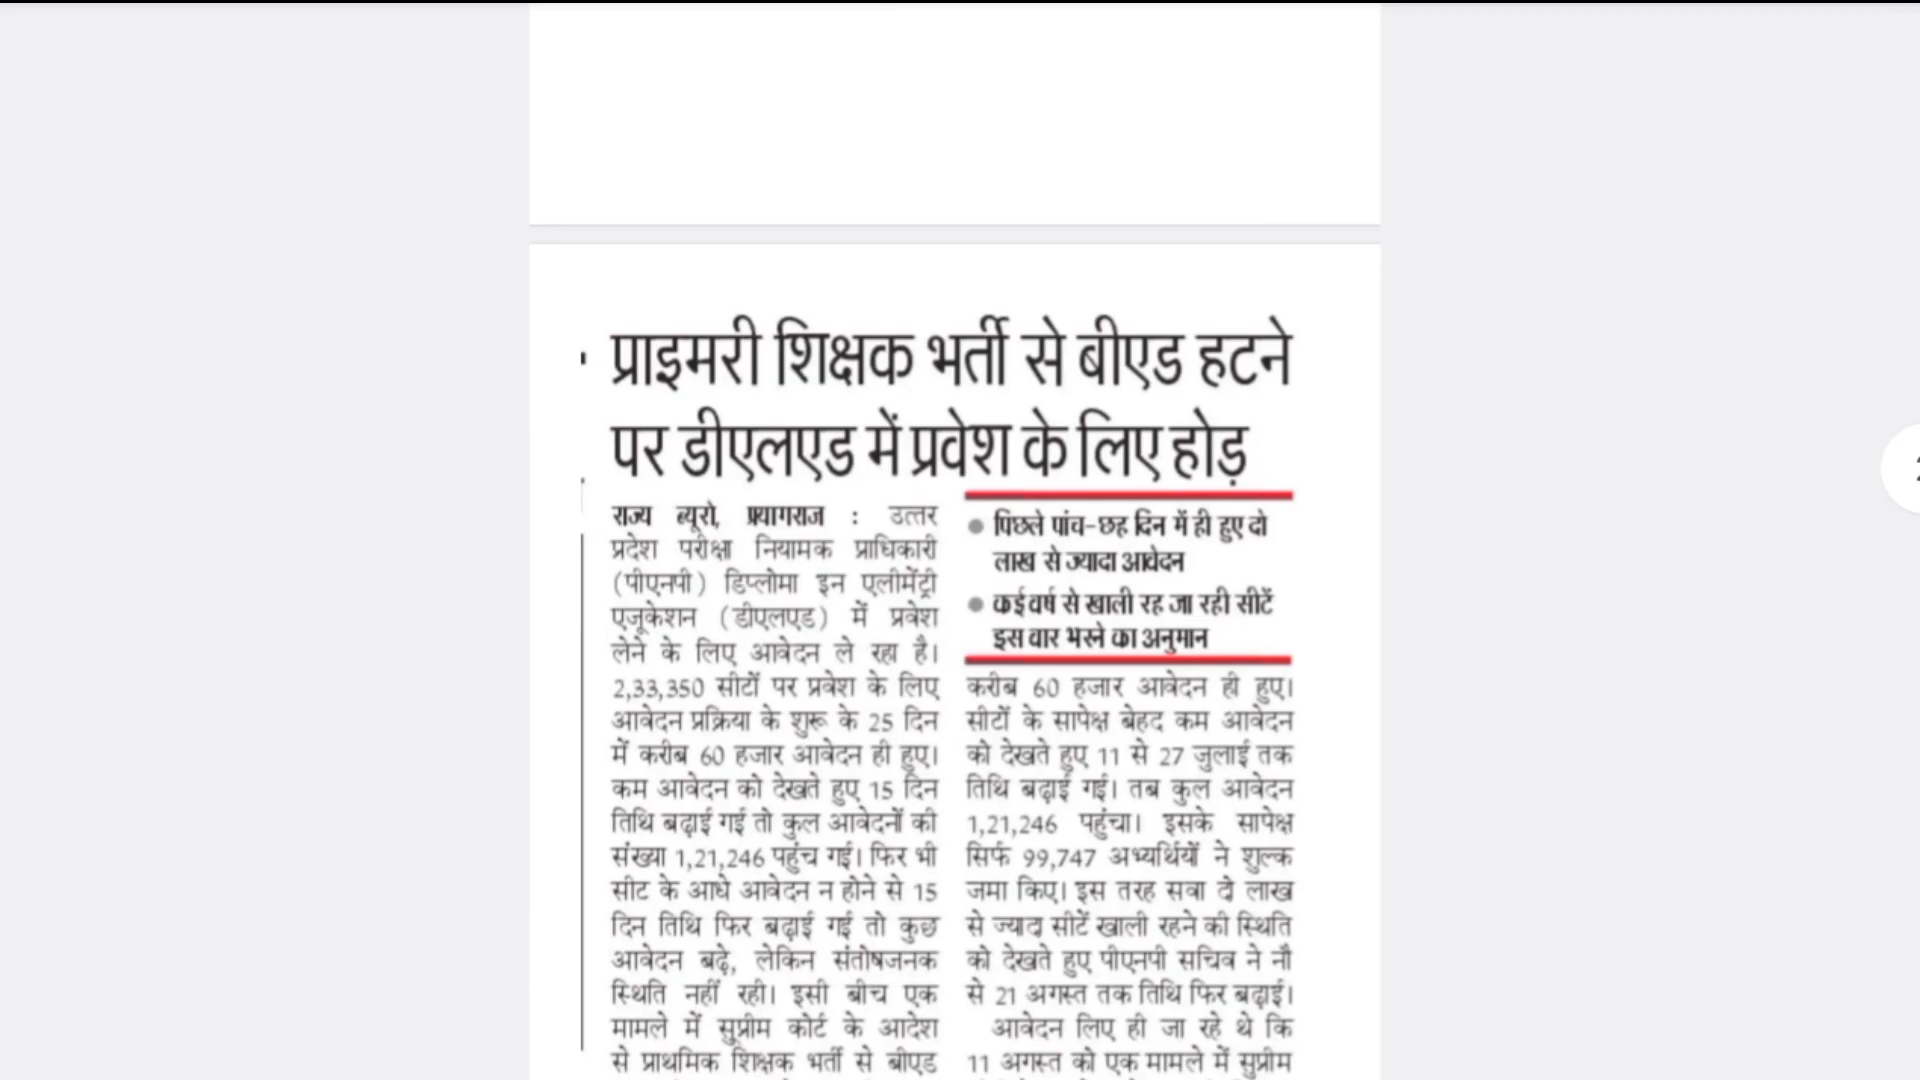 प्राइमरी शिक्षक भर्ती से बीएड हटने
पर डीएलएड में प्रवेश के लिए होड़
राज्य ब्यूरो, प्रयागराज : उत्तर
प्रदेश परीक्षा नियामक प्राधिकारी
(पीएनपी) डिप्लोमा इन एलीमेंट्री
एजूकेशन (डीएलएड) में प्रवेश
लेने के लिए आवेदन ले रहा है।
2,33,350 सीटों पर प्रवेश के लिए
आवेदन प्रक्रिया के शुरू के 25 दिन
में करीब 60 हजार आवेदन ही हुए।
कम आवेदन को देखते हुए 15 दिन
तिथि बढ़ाई गई तो कुल आवेदनों की
संख्या 1,21,246 पहुंच गई। फिर भी
सीट के आधे आवेदन न होने से 15
दिन तिथि फिर बढ़ाई गई तो कुछ
आवेदन बढ़े, लेकिन संतोषजनक
स्थिति नहीं रही। इसी बीच एक
मामले में सुप्रीम कोर्ट के आदेश
से प्राथमिक शिक्षक भर्ती से बीएड
पिछले पांच-छह दिन में ही हुए दो
लाख से ज्यादा आवेदन
कई वर्ष से खाली रह जा रही सीटें
इस बार भरने का अनुमान
करीब 60 हजार आवेदन ही हुए।
सीटों के सापेक्ष बेहद कम आवेदन
को देखते हुए 11 से 27 जुलाई तक
तिथि बढ़ाई गई। तब कुल आवेदन
1,21,246 पहुंचा। इसके सापेक्ष
सिर्फ 99,747 अभ्यर्थियों ने शुल्क
जमा किए। इस तरह सवा दो लाख
से ज्यादा सीटें खाली रहने की स्थिति
को देखते हुए पीएनपी सचिव ने नौ
से 21 अगस्त तक तिथि फिर बढ़ाई।
आवेदन लिए ही जा रहे थे कि
11 अगस्त को एक मामले में सुप्रीम